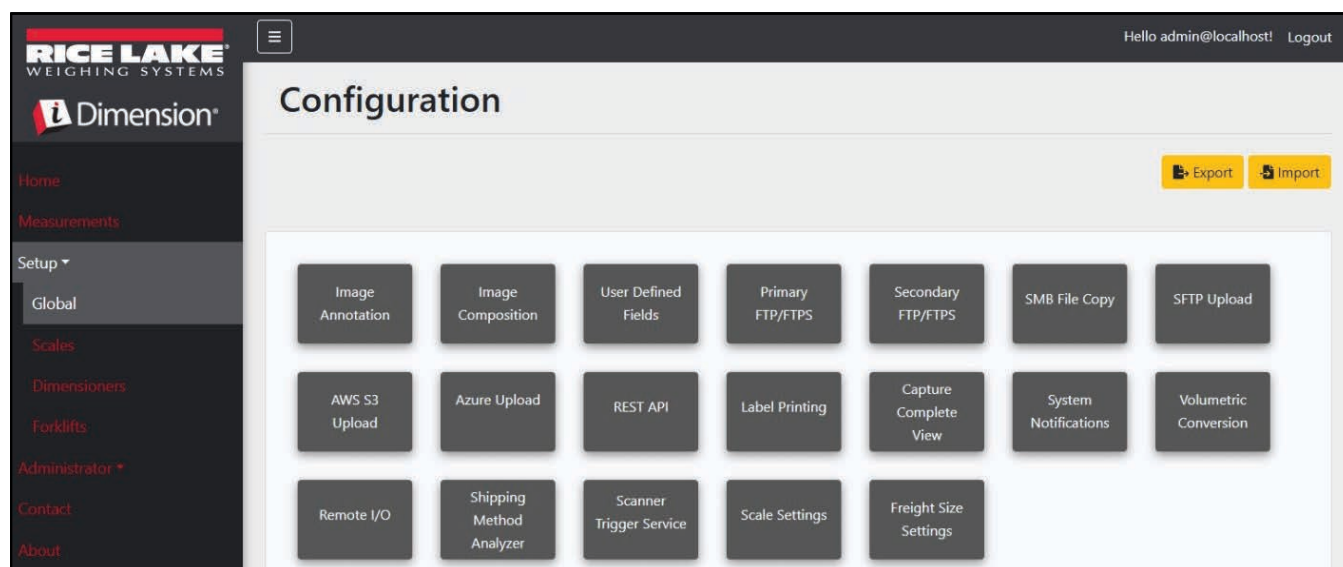 RICE LAKE®
WEIGHING SYSTEMS
i Dimension®
Hello admin@localhost! Logout
Configuration
Export Import
Home
Measurements
Setup
Global
Scales
Dimensioners
Forklifts
Administrator
Contact
About
Image
Annotation
Image
Composition
User Defined
Fields
Primary
FTP/FTPS
Secondary
FTP/FTPS
SMB File Copy
SFTP Upload
AWS S3
Upload
Azure Upload
REST API
Label Printing
Capture
Complete
View
System
Notifications
Volumetric
Conversion
Remote I/O
Shipping
Method
Analyzer
Scanner
Trigger Service
Scale Settings
Freight Size
Settings